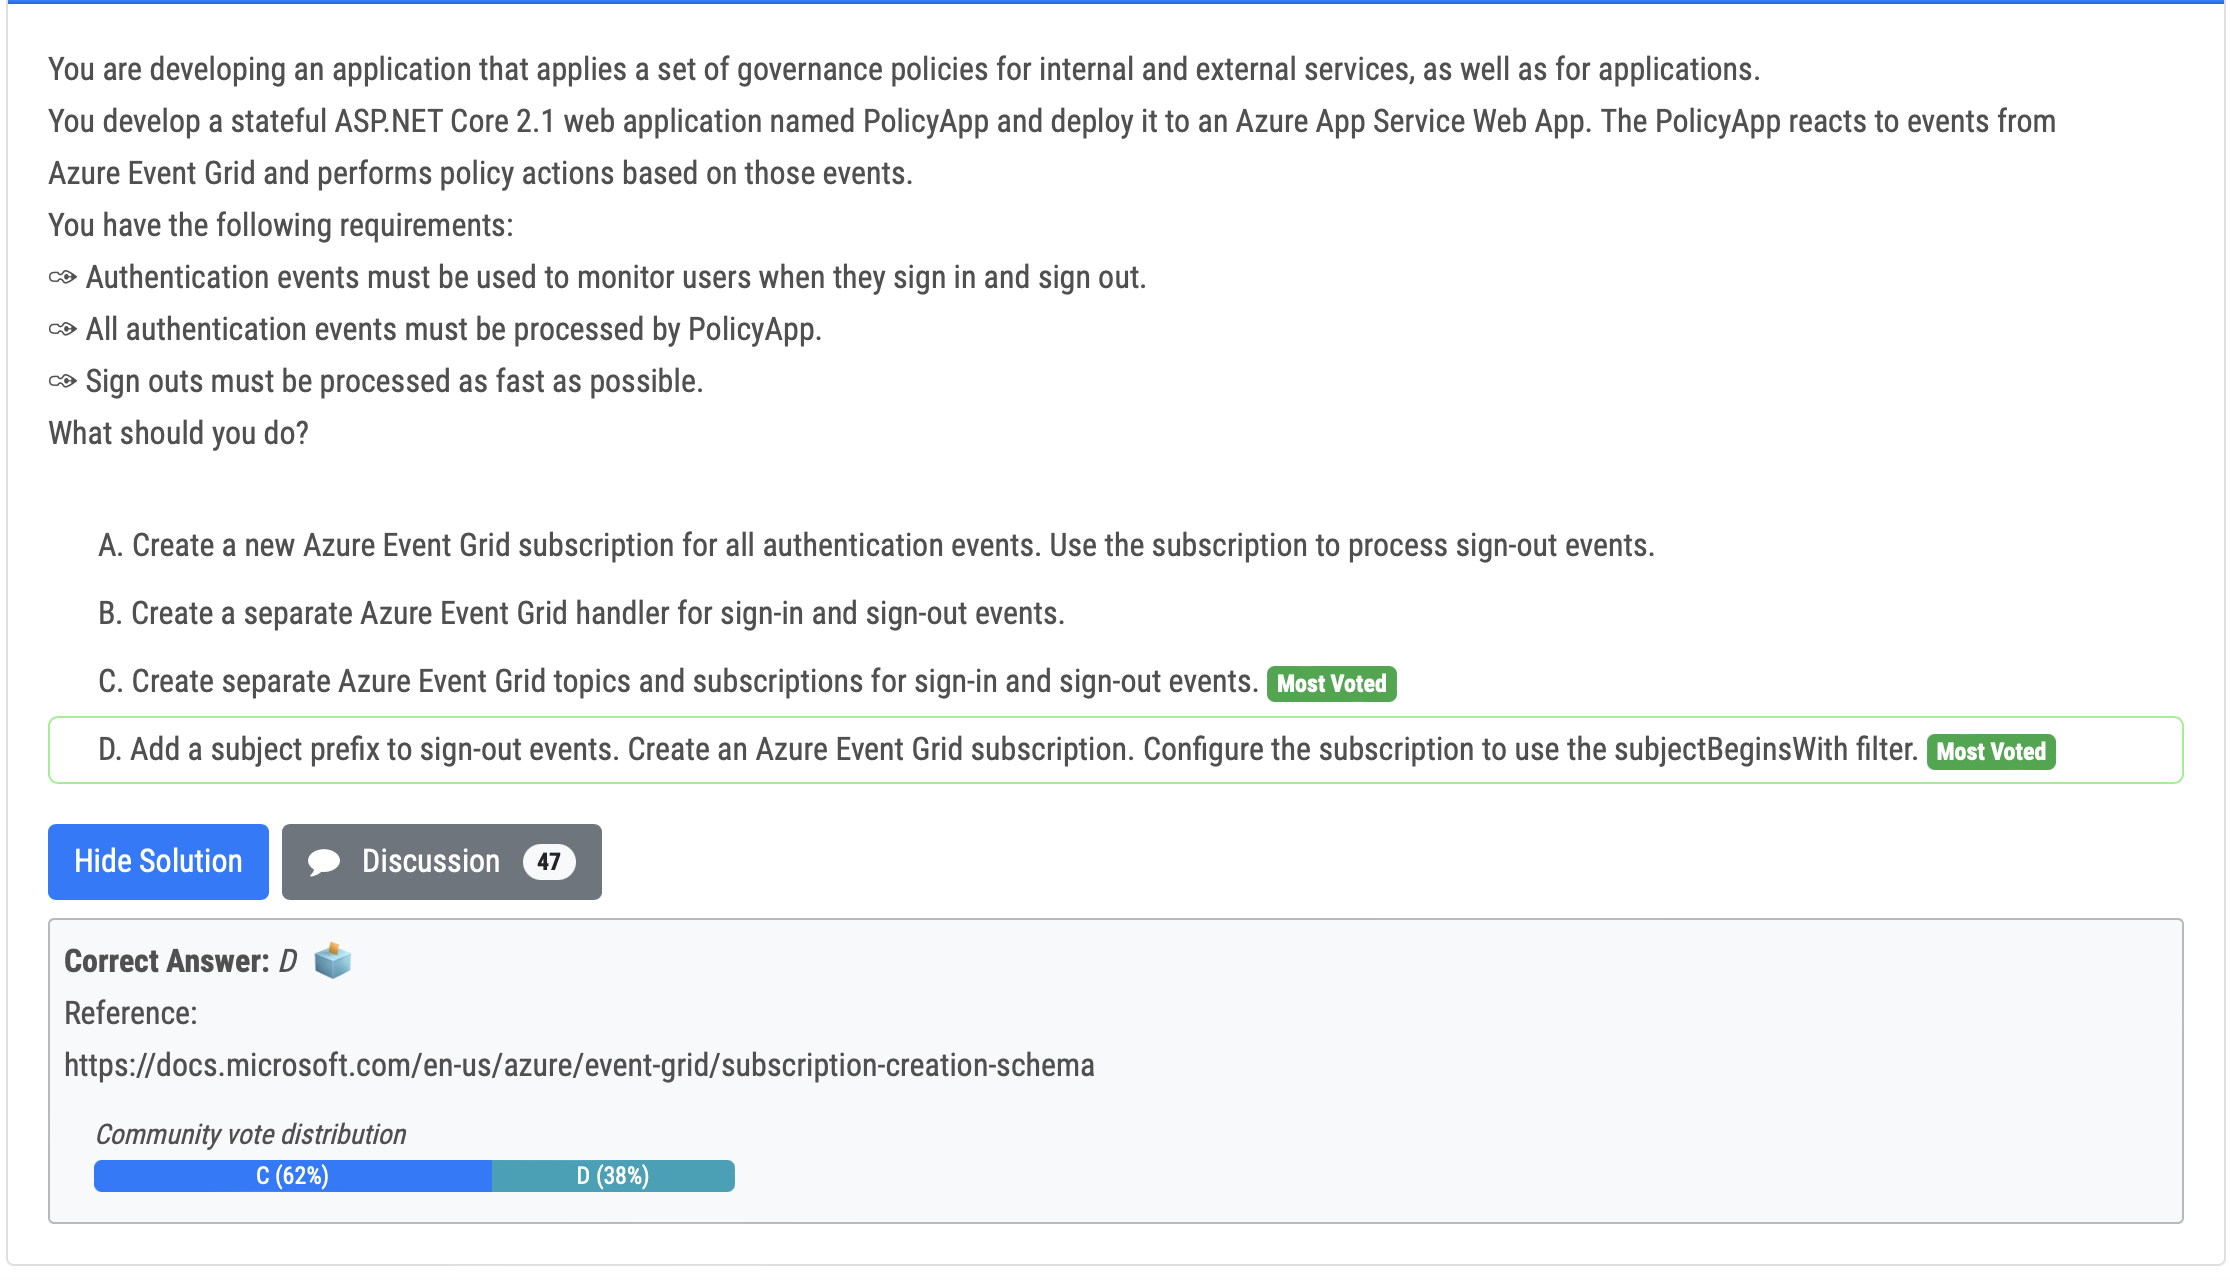 You are developing an application that applies a set of governance policies for internal and external services, as well as for applications.
You develop a stateful ASP.NET Core 2.1 web application named PolicyApp and deploy it to an Azure App Service Web App. The PolicyApp reacts to events from
Azure Event Grid and performs policy actions based on those events.
You have the following requirements:
Authentication events must be used to monitor users when they sign in and sign out.
All authentication events must be processed by PolicyApp.
Sign outs must be processed as fast as possible.
What should you do?
A. Create a new Azure Event Grid subscription for all authentication events. Use the subscription to process sign-out events.
B. Create a separate Azure Event Grid handler for sign-in and sign-out events.
C. Create separate Azure Event Grid topics and subscriptions for sign-in and sign-out events. Most Voted
D. Add a subject prefix to sign-out events. Create an Azure Event Grid subscription. Configure the subscription to use the subjectBeginsWith filter. Most Voted
Hide Solution Discussion 47
Correct Answer: D
Reference:
https://docs.microsoft.com/en-us/azure/event-grid/subscription-creation-schema
Community vote distribution
C (62%) D (38%)